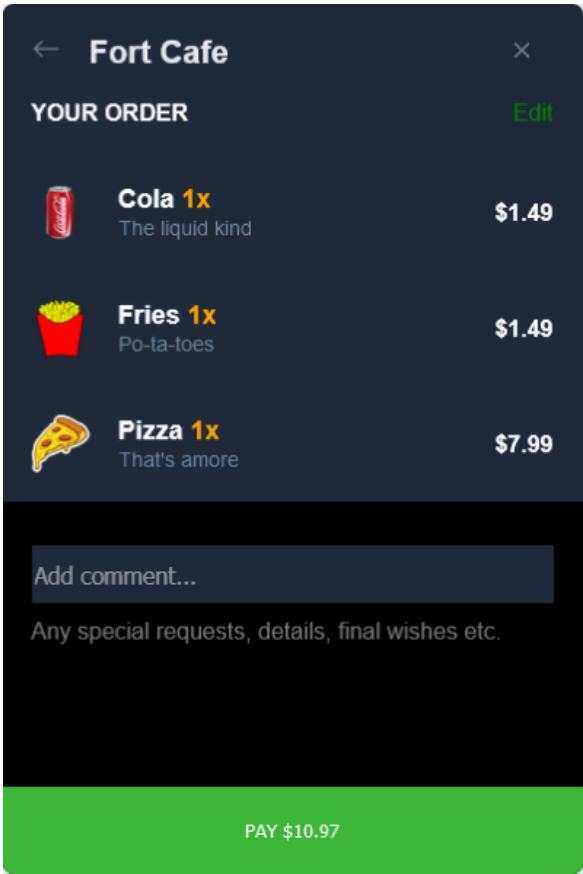 ← Fort Cafe ×
YOUR ORDER Edit
Cola 1x
The liquid kind
$1.49
Fries 1x
Po-ta-toes
$1.49
Pizza 1x
That's amore
$7.99
Add comment...
Any special requests, details, final wishes etc.
PAY $10.97